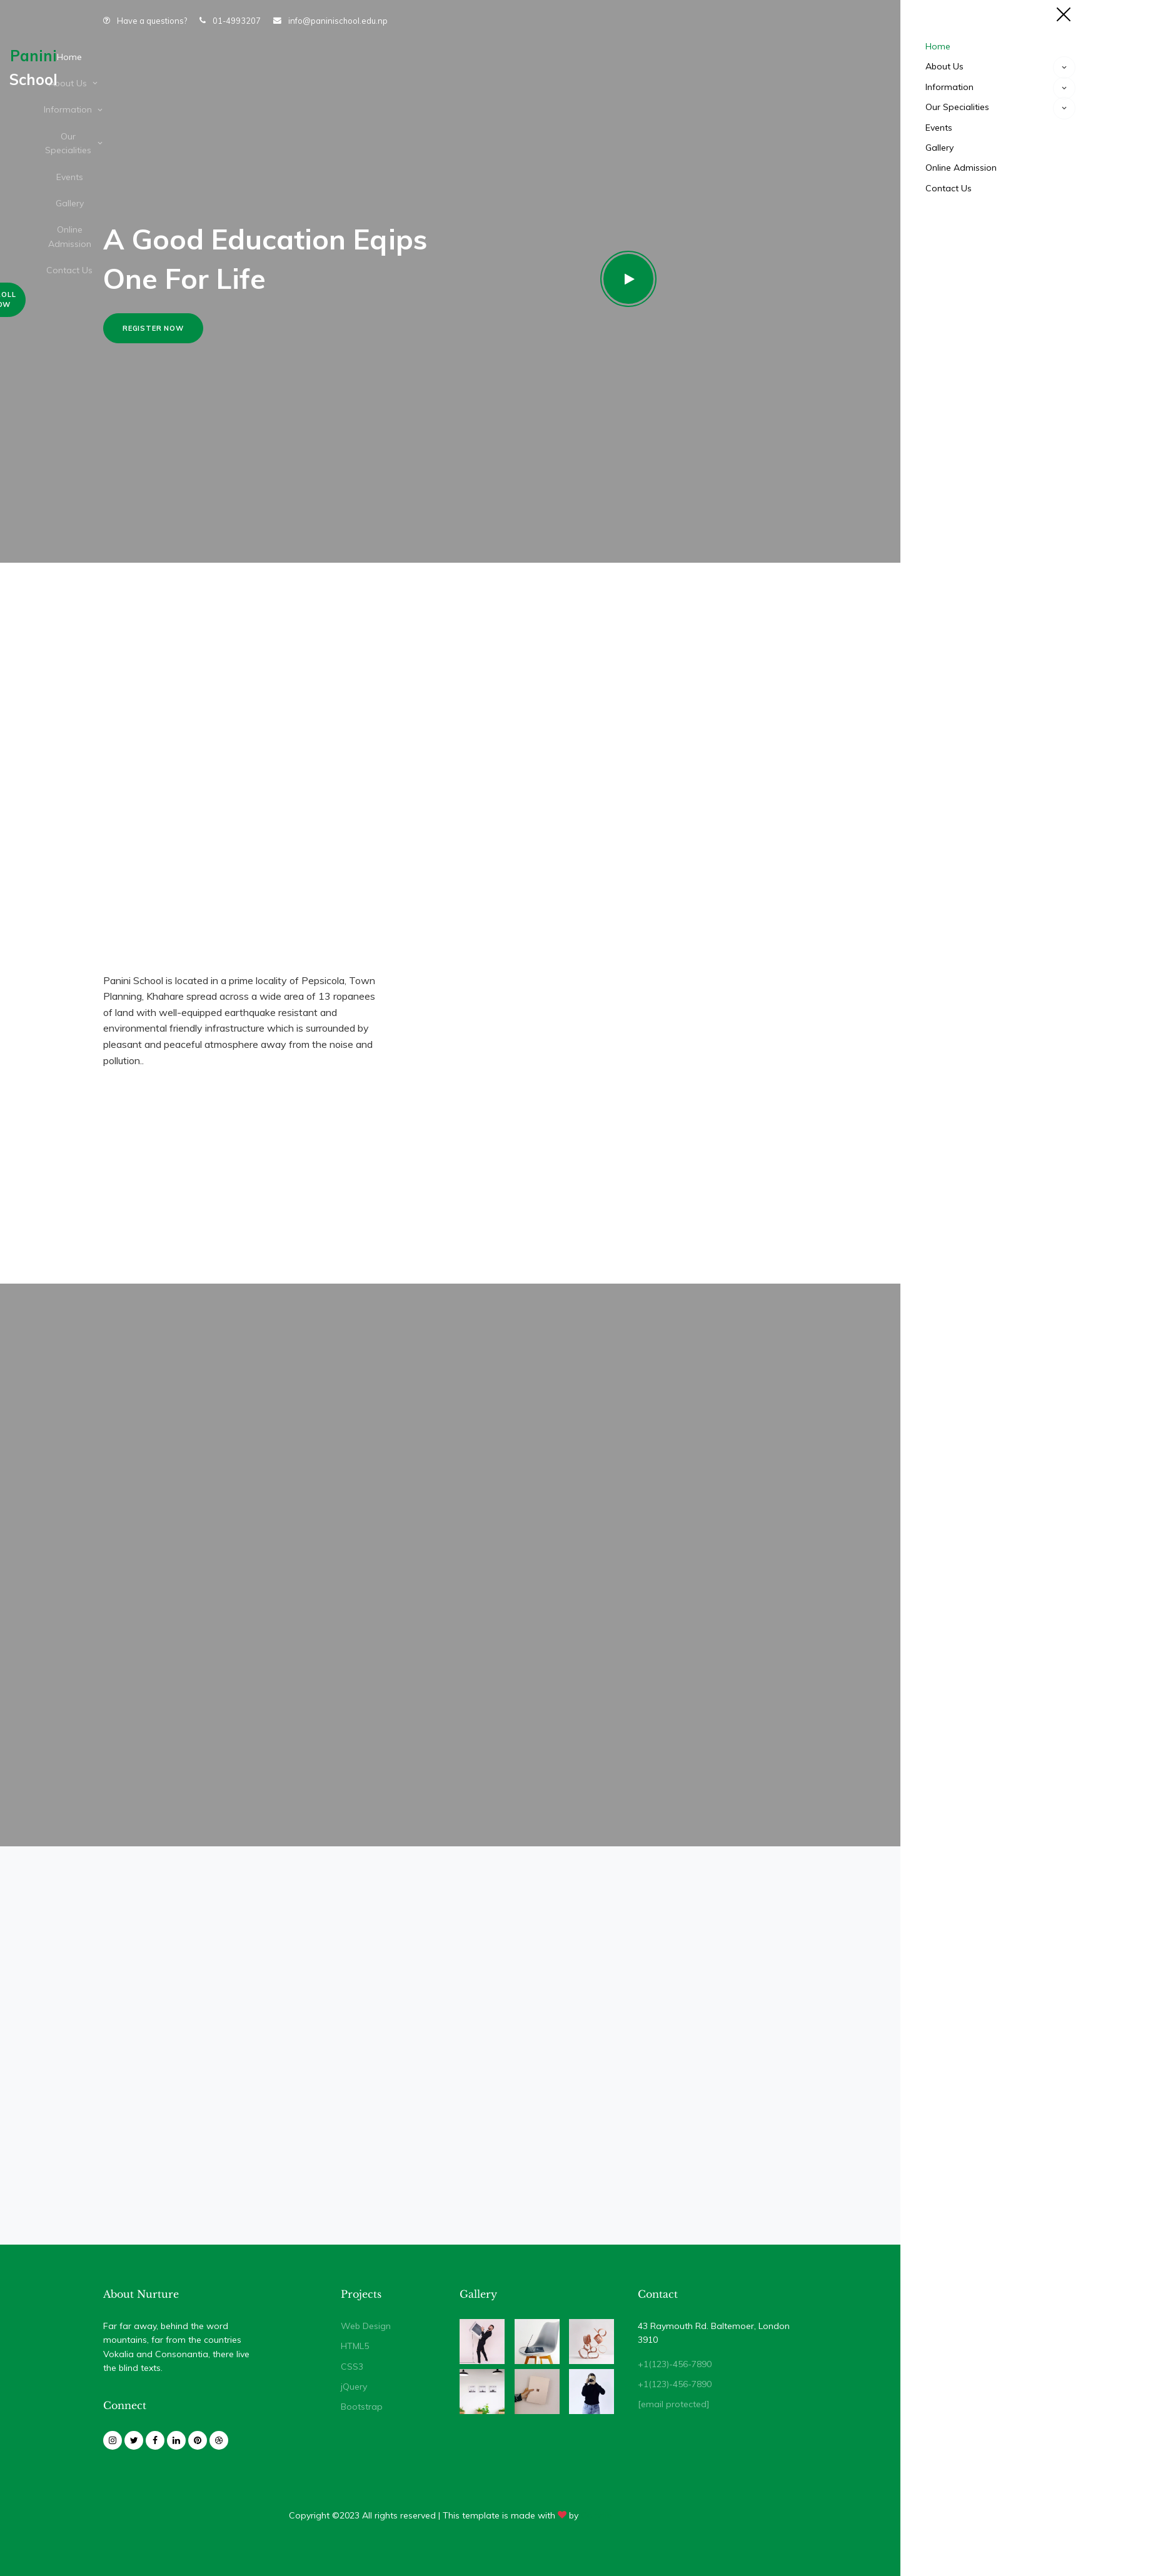 Have a questions? 01-4993207 info@paninischool.edu.np
Panini
School
Home
About Us
Information
Our
Specialities
Events
Gallery
Online
Admission
Contact Us
A Good Education Eqips
One For Life
REGISTER NOW
Home
About Us
Information
Our Specialities
Events
Gallery
Online Admission
Contact Us
Panini School is located in a prime locality of Pepsicola, Town
Planning, Khahare spread across a wide area of 13 ropanees
of land with well-equipped earthquake resistant and
environmental friendly infrastructure which is surrounded by
pleasant and peaceful atmosphere away from the noise and
pollution..
About Nurture
Far far away, behind the word
mountains, far from the countries
Vokalia and Consonantia, there live
the blind texts.
Connect
Projects
Web Design
HTML5
CSS3
jQuery
Bootstrap
Gallery
Contact
43 Raymouth Rd. Baltemoer, London
3910
+1(123)-456-7890
+1(123)-456-7890
[email protected]
Copyright ©2023 All rights reserved | This template is made with by